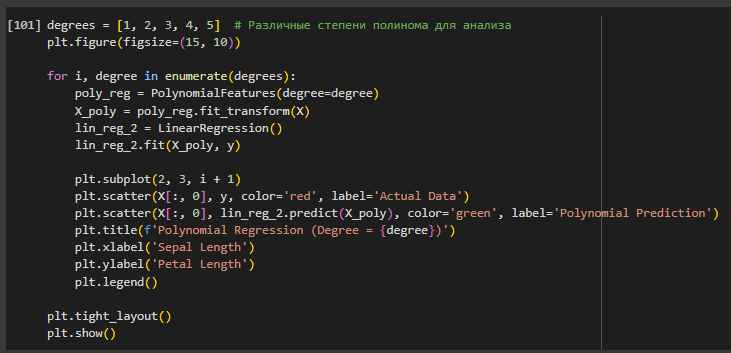 [101] degrees = [1, 2, 3, 4, 5]  # Различные степени полинома для анализа
plt.figure(figsize=(15, 10))
for i, degree in enumerate(degrees):
    poly_reg = PolynomialFeatures(degree=degree)
    X_poly = poly_reg.fit_transform(X)
    lin_reg_2 = LinearRegression()
    lin_reg_2.fit(X_poly, y)
    plt.subplot(2, 3, i + 1)
    plt.scatter(X[:, 0], y, color='red', label='Actual Data')
    plt.scatter(X[:, 0], lin_reg_2.predict(X_poly), color='green', label='Polynomial Prediction')
    plt.title(f'Polynomial Regression (Degree = {degree})')
    plt.xlabel('Sepal Length')
    plt.ylabel('Petal Length')
    plt.legend()
plt.tight_layout()
plt.show()